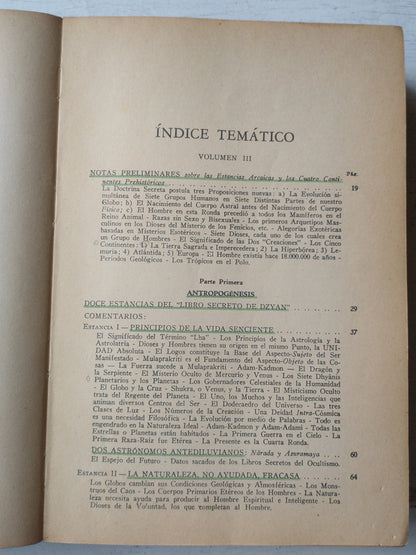 ÍNDICE TEMÁTICO
VOLUMEN III
Pág.
NOTAS PRELIMINARES sobre las Estancias Arcaicas y los Cuatro Conti-
nentes Prehistóricos 19
La Doctrina Secreta postula tres Proposiciones nuevas: a) La Evolución si-
multánea de Siete Grupos Humanos en Siete Distintas Partes de nuestro
Globo; b) El Nacimiento del Cuerpo Astral antes del Nacimiento del Cuerpo
Físico; c) El Hombre en esta Ronda precedió a todos los Mamíferos en el
Reino Animal - Razas sin Sexo y Bisexuales - Los primeros Arquetipos Mas-
culinos en los Dioses del Misterio de los Fenicios, etc. - Alegorías Exotéricas
basadas en Misterios Esotéricos - Siete Dioses, cada uno de los cuales crea
un Grupo de Hombres - El Significado de las Dos "Creaciones" - Los Cinco
Continentes: 1) La Tierra Sagrada e Imperecedera; 2) La Hiperbórea; 3) Le-
muria; 4) Atlántida; 5) Europa - El Hombre existía hace 18.000.000 de años -
Períodos Geológicos - Los Trópicos en el Polo.
Parte Primera
ANTROPOGÉNESIS
DOCE ESTANCIAS DEL "LIBRO SECRETO DE DZYAN" 29
COMENTARIOS:
Estancia I — PRINCIPIOS DE LA VIDA SENCIENTE 37
El Significado del Término "Lha" - Los Principios de la Astrología y la
Astrolatría - Dioses y Hombres tienen su origen en el mismo Punto, la UNI-
DAD Absoluta - El Logos constituye la Base del Aspecto-Sujeto del Ser
Manifestado - Mulaprakriti es el Fundamento del Aspecto-Objeto de las Co-
sas — La Fuerza sucede a Mulaprakriti - Adam-Kadmon — El Dragón y
la Serpiente - El Misterio Oculto de Mercurio y Venus - Los Siete Dhyânis
Planetarios y los Planetas - Los Gobernadores Celestiales de la Humanidad
- El Globo y la Cruz - Shukra, o Venus, y la Tierra - El Misticismo Oculto
trata del Regente del Planeta - El Uno, los Muchos y las Inteligencias que
animan diversos Centros del Ser - El Dodecaedro del Universo - Las tres
Clases de Luz - Los Números de la Creación - Una Deidad intra-Cósmica
es una necesidad Filosófica - La Evolución por medio de Palabras - Todo es
engendrado en la Naturaleza Ideal - Adam-Kadmon y Adam-Adami - Todas las
Estrellas o Planetas están habitados - La Primera Guerra en el Cielo - La
Primera Raza-Raíz fue Etérea - La Presente es la Cuarta Ronda.
DOS ASTRÓNOMOS ANTEDILUVIANOS: Nârada y Asuramaya 60
El Espejo del Futuro - Datos sacados de los Libros Secretos del Ocultismo.
Estancia II — LA NATURALEZA, NO AYUDADA, FRACASA 64
Los Globos cambian sus Condiciones Geológicas y Atmosféricas - Los Mons-
truos del Caos - Los Cuerpos Primarios Etéreos de los Hombres - La Natura-
leza necesita ayuda para producir al Hombre Espiritual e Inteligente - Los
Dioses de la Voluntad, los que completan al Hombre.